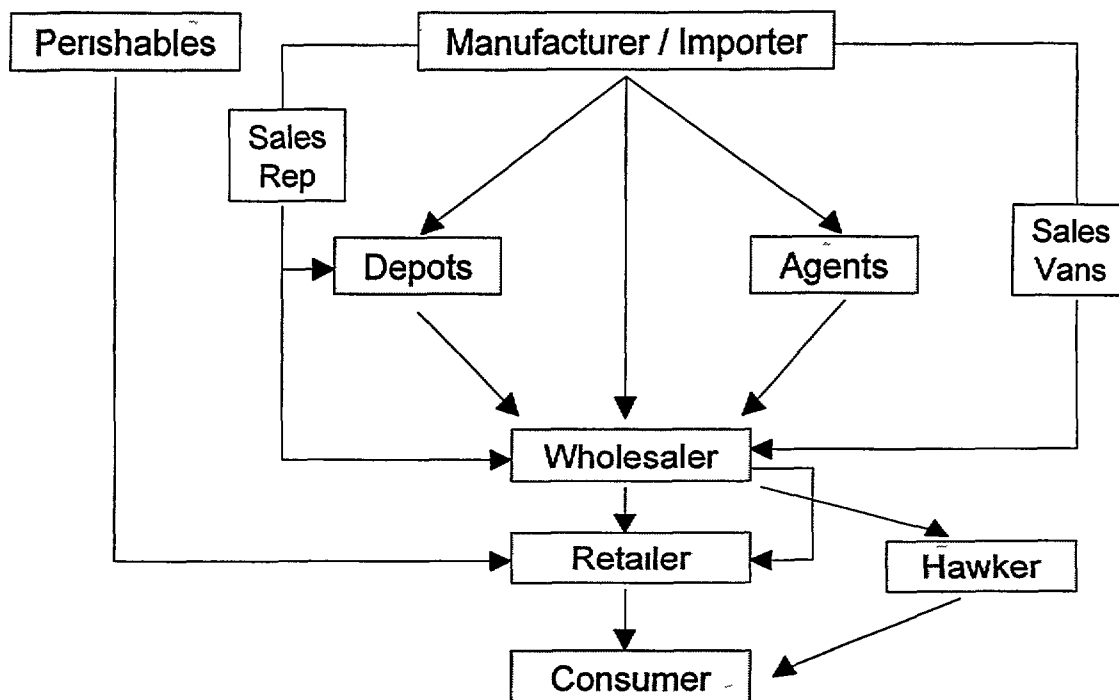 Perishables
Manufacturer / Importer
Sales
Rep
Depots
Agents
Sales
Vans
Wholesaler
Retailer
Hawker
Consumer